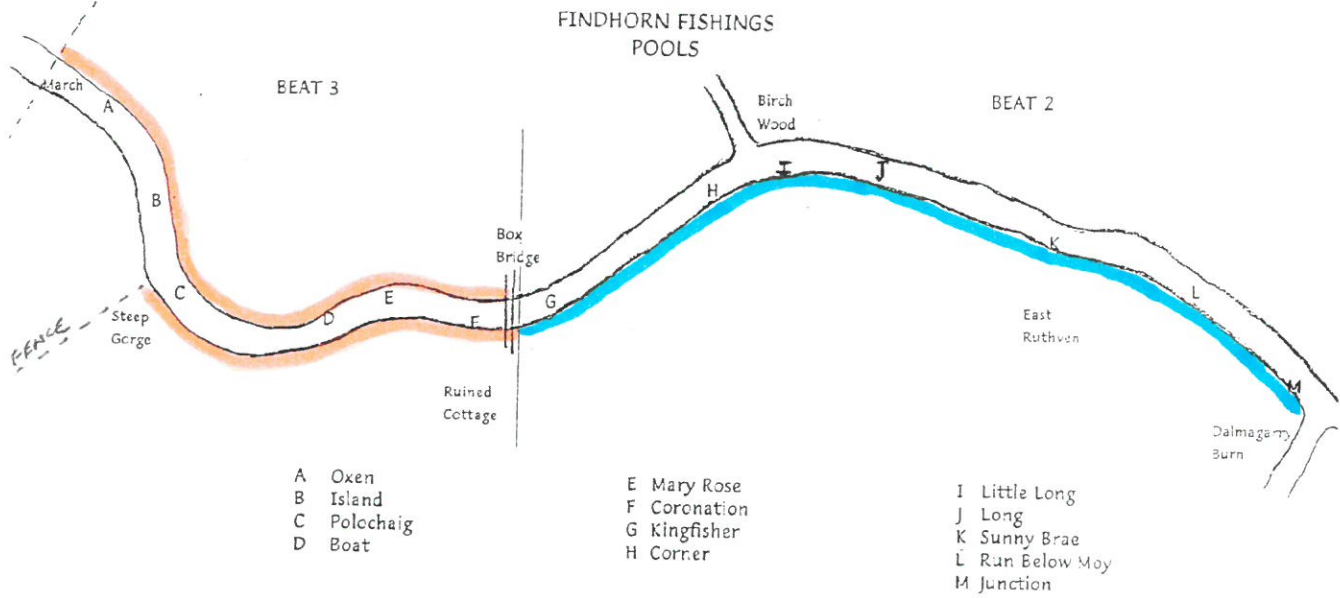 FINDHORN FISHINGS
POOLS
BEAT 3
BEAT 2
March
A
B
C
D
E
F
G
H
I
J
K
L
M
Birch
Wood
Box
Bridge
Steep
Gorge
FENCE
Ruined
Cottage
East
Ruthven
Dalmagarry
Burn
A Oxen
B Island
C Polochaig
D Boat
E Mary Rose
F Coronation
G Kingfisher
H Corner
I Little Long
J Long
K Sunny Brae
L Run Below Moy
M Junction